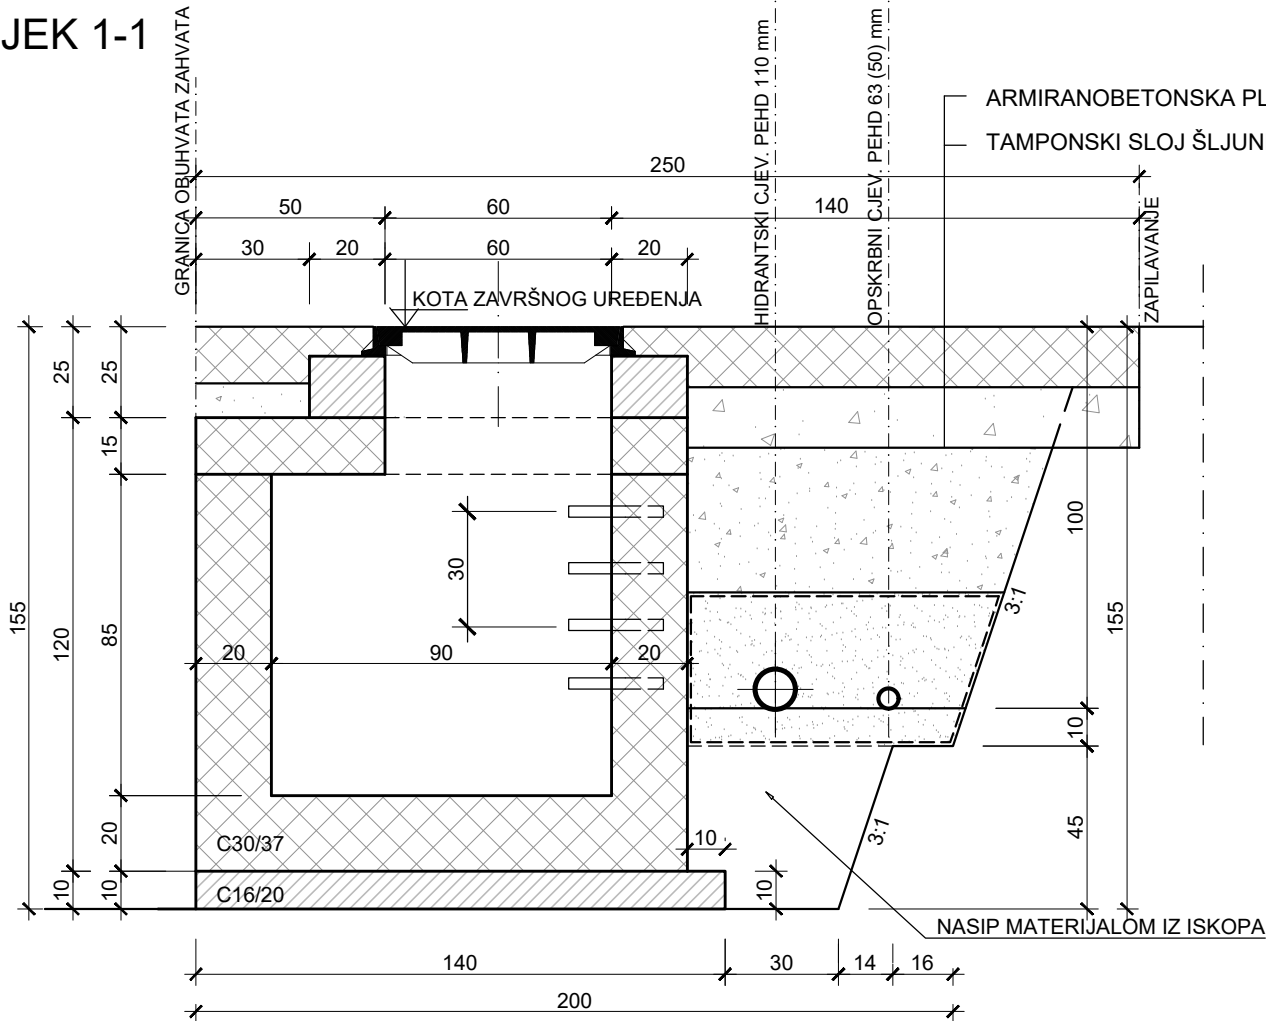 JEK 1-1
GRANICA OBUHVATA ZAHVATA
HIDRANTSKI CJEV. PEHD 110 mm
OPSKRBNI CJEV. PEHD 63 (50) mm
ARMIRANOBETONSKA PL
TAMPONSKI SLOJ ŠLJUN
ZAPILAVANJE
250
50 60 140
30 20 60 20
KOTA ZAVRŠNOG UREĐENJA
25 25
15
100
30
3:1
155 120 85
155
20 90 20
10
20
C30/37
10
3:1
45
10 10
C16/20
10
NASIP MATERIJALOM IZ ISKOPA
140 30 14 16
200